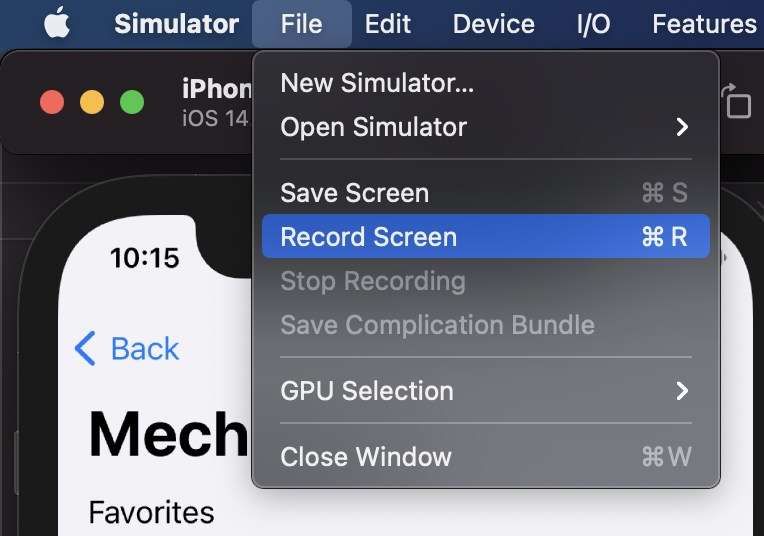 Simulator File Edit Device I/O Features
iPhon
iOS 14
New Simulator...
Open Simulator
Save Screen ⌘ S
Record Screen ⌘ R
Stop Recording
Save Complication Bundle
GPU Selection
Close Window ⌘W
10:15
Back
Mech
Favorites